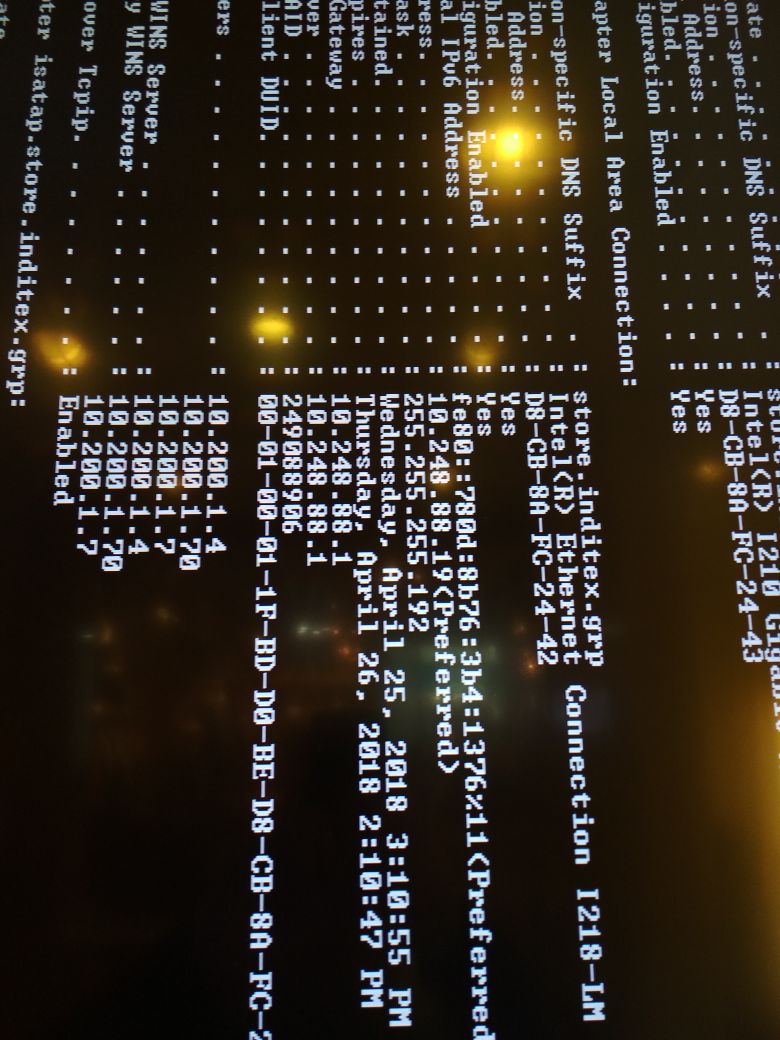 ate . . . . . . . . . . . :
on-specific DNS Suffix . :
ion . . . . . . . . . . . : Intel(R) I210
Address. . . . . . . . . : D8-CB-8A-FC-24-43
bled. . . . . . . . . . . : Yes
iguration Enabled . . . . : Yes
apter Local Area Connection:
on-specific DNS Suffix . : store.inditex.grp
ion . . . . . . . . . . . : Intel(R) Ethernet Connection I218-LM
Address. . . . . . . . . : D8-CB-8A-FC-24-42
bled. . . . . . . . . . . : Yes
iguration Enabled . . . . : Yes
al IPv6 Address . . . . . : fe80::780d:8b76:3b4:1376%11(Preferred
ress. . . . . . . . . . . : 10.248.88.19(Preferred)
ask . . . . . . . . . . . : 255.255.255.192
tained. . . . . . . . . . : Wednesday, April 25, 2018 3:10:55 PM
pires . . . . . . . . . . : Thursday, April 26, 2018 2:10:47 PM
Gateway . . . . . . . . . : 10.248.88.1
ver . . . . . . . . . . . : 10.248.88.1
AID . . . . . . . . . . . : 249088906
lient DUID. . . . . . . . : 00-01-00-01-1F-BD-D0-BE-D8-CB-8A-FC-2
ers . . . . . . . . . . . : 10.200.1.4
10.200.1.70
10.200.1.7
WINS Server . . . . . . . : 10.200.1.4
y WINS Server . . . . . . : 10.200.1.70
10.200.1.7
over Tcpip. . . . . . . . : Enabled
ter isatap.store.inditex.grp:
ate